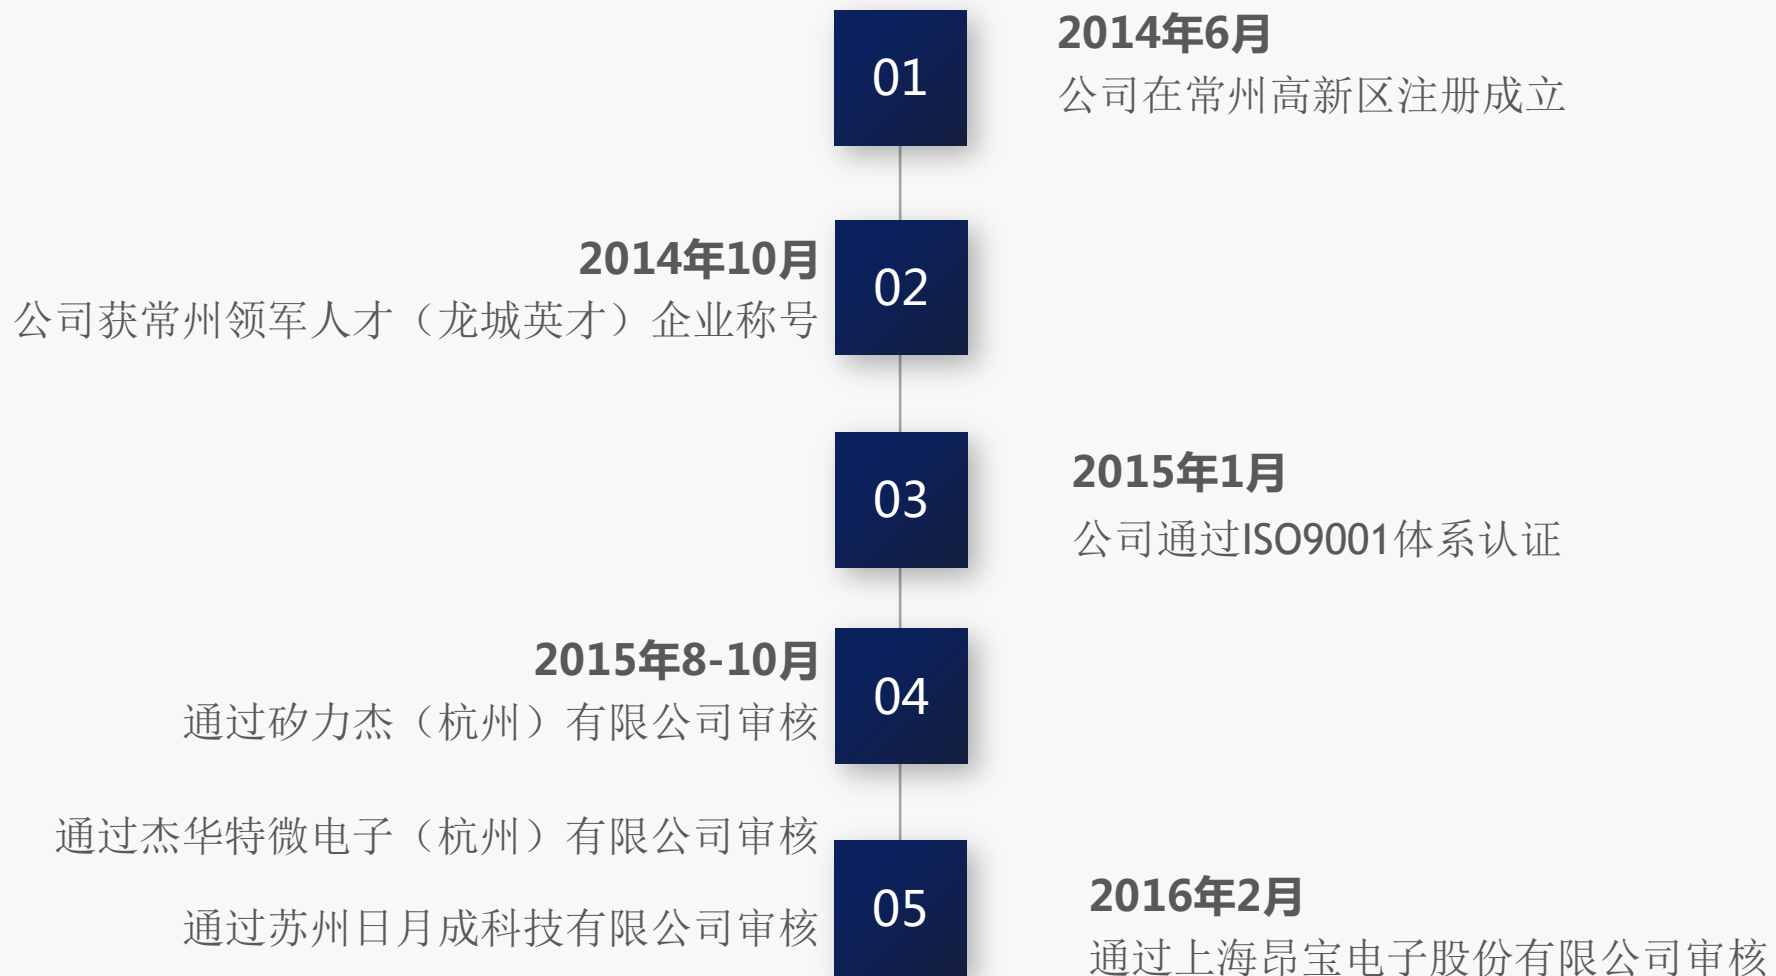 01
2014年6月
公司在常州高新区注册成立
02
2014年10月
公司获常州领军人才（龙城英才）企业称号
03
2015年1月
公司通过ISO9001体系认证
04
2015年8-10月
通过矽力杰（杭州）有限公司审核
通过杰华特微电子（杭州）有限公司审核
通过苏州日月成科技有限公司审核
05
2016年2月
通过上海昂宝电子股份有限公司审核